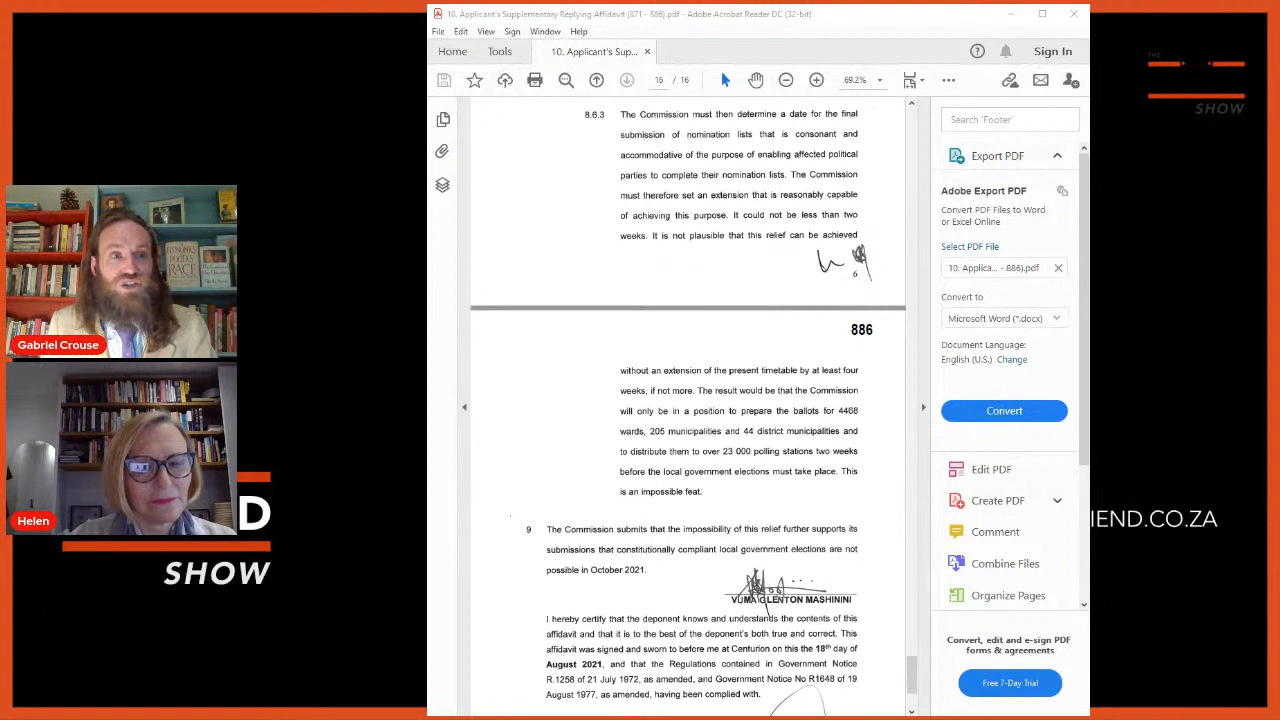 10. Applicant's Supplementary Replying Affidavit (871 - 886).pdf - Adobe Acrobat Reader DC (32-bit)
File Edit View Sign Window Help
Home Tools 10. Applicant's Sup... × Sign In
16 / 16 69.2%
8.6.3 The Commission must then determine a date for the final
submission of nomination lists that is consonant and
accommodative of the purpose of enabling affected political
parties to complete their nomination lists. The Commission
must therefore set an extension that is reasonably capable
of achieving this purpose. It could not be less than two
weeks. It is not plausible that this relief can be achieved
6
886
without an extension of the present timetable by at least four
weeks, if not more. The result would be that the Commission
will only be in a position to prepare the ballots for 4468
wards, 205 municipalities and 44 district municipalities and
to distribute them to over 23 000 polling stations two weeks
before the local government elections must take place. This
is an impossible feat.
9 The Commission submits that the impossibility of this relief further supports its
submissions that constitutionally compliant local government elections are not
possible in October 2021.
VUMA GLENTON MASHININI
I hereby certify that the deponent knows and understands the contents of this
affidavit and that it is to the best of the deponent's both true and correct. This
affidavit was signed and sworn to before me at Centurion on this the 18th day of
August 2021, and that the Regulations contained in Government Notice
R.1258 of 21 July 1972, as amended, and Government Notice No R1648 of 19
August 1977, as amended, having been complied with.
Search 'Footer'
Export PDF
Adobe Export PDF
Convert PDF Files to Word
or Excel Online
Select PDF File
10. Applica... - 886).pdf
Convert to
Microsoft Word (*.docx)
Document Language:
English (U.S.) Change
Convert
Edit PDF
Create PDF
Comment
Combine Files
Organize Pages
Convert, edit and e-sign PDF
forms & agreements
Free 7-Day Trial
ECONOMICS
POLITICS
RACE
Gabriel Crouse
Helen
D
SHOW
THE
SHOW
IEND.CO.ZA